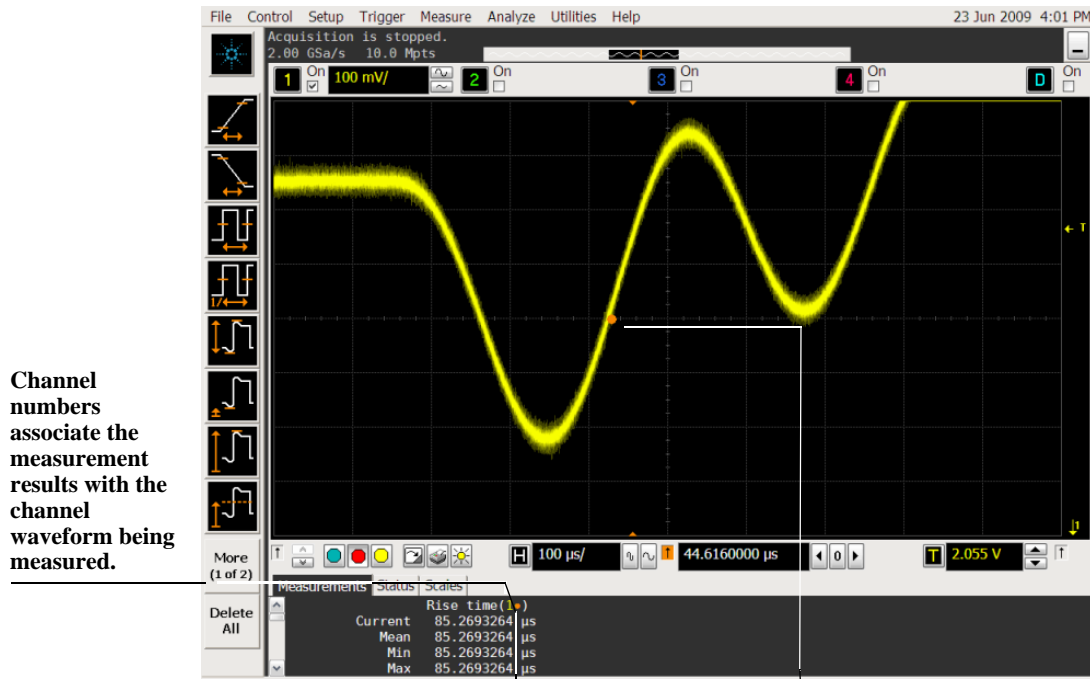 File Control Setup Trigger Measure Analyze Utilities Help 23 Jun 2009 4:01 PM
Acquisition is stopped.
2.00 GSa/s 10.0 Mpts
1 On 100 mV/ 2 On 3 On 4 On D On
T
1/
Channel
numbers
associate the
measurement
results with the
channel
waveform being
measured.
1
More
(1 of 2)
H 100 µs/ 44.6160000 µs 0 T 2.055 V
Measurements Status Scales
Delete
All
Rise time(1)
Current 85.2693264 µs
Mean 85.2693264 µs
Min 85.2693264 µs
Max 85.2693264 µs